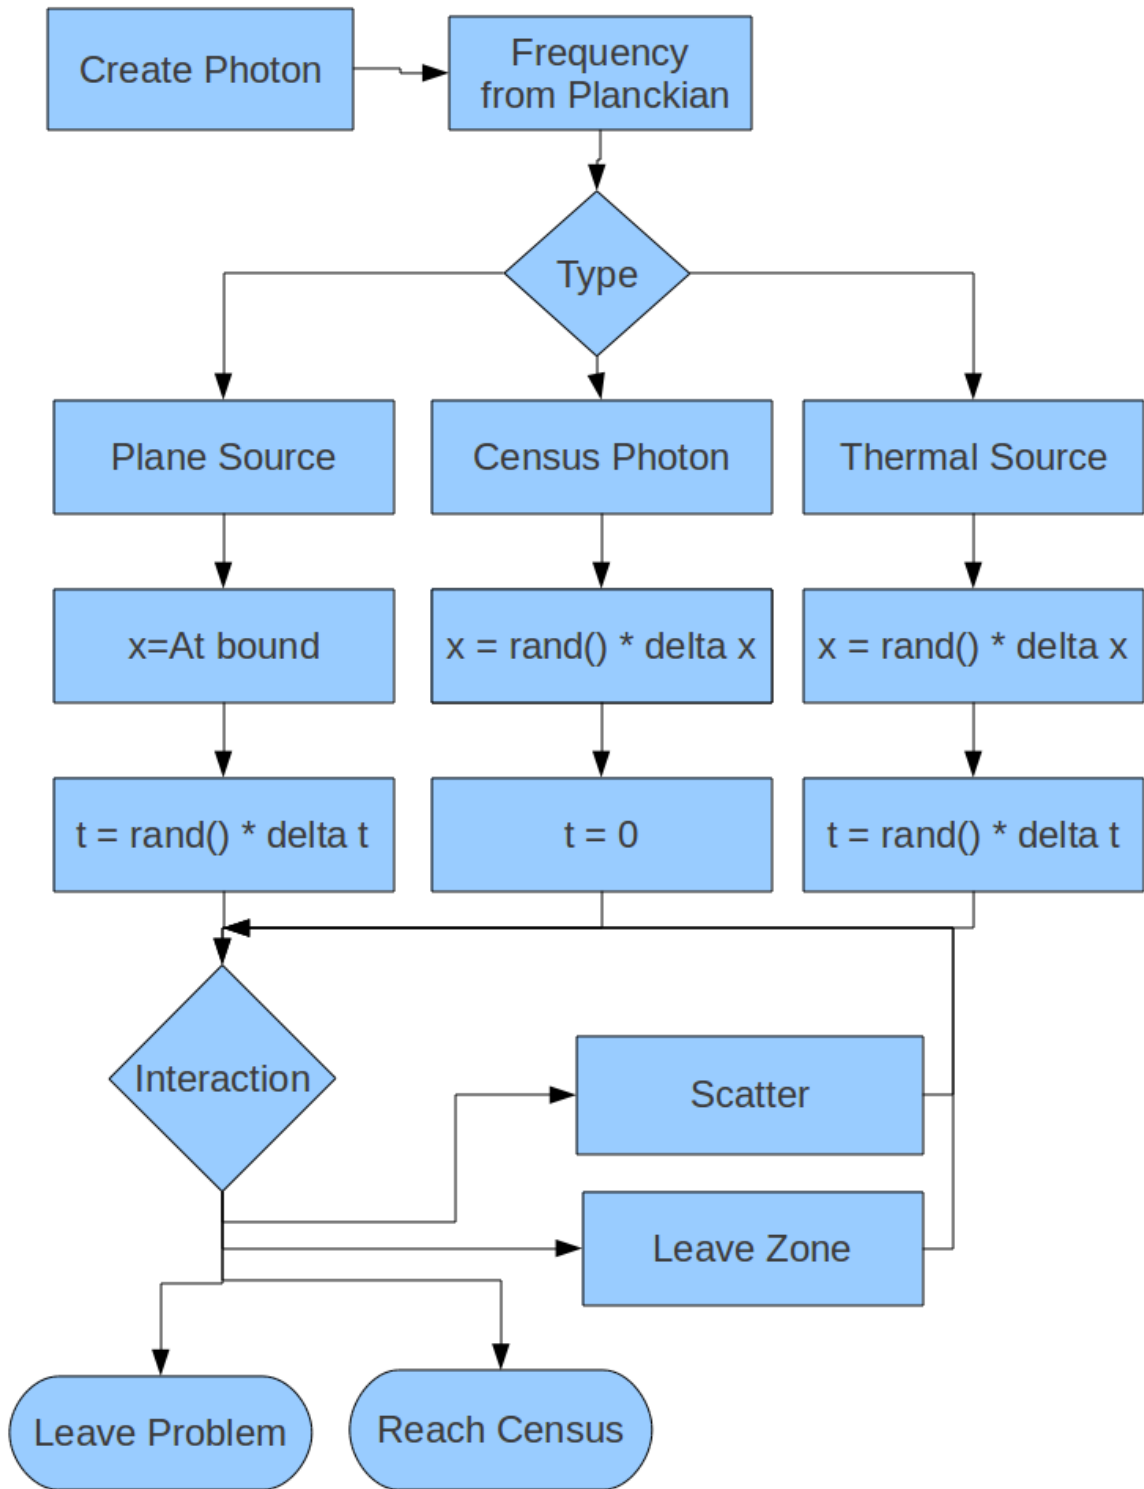 Create Photon
Frequency
from Planckian
Type
Plane Source
Census Photon
Thermal Source
x=At bound
x = rand() * delta x
x = rand() * delta x
t = rand() * delta t
t = 0
t = rand() * delta t
Interaction
Scatter
Leave Zone
Leave Problem
Reach Census